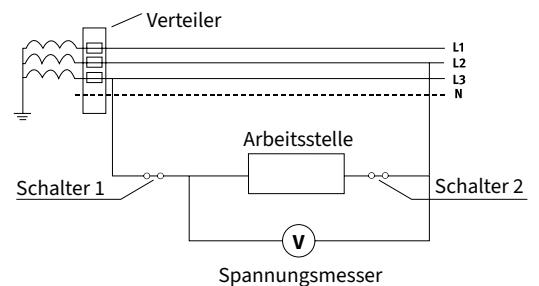 Verteiler
L1
L2
L3
N
Arbeitsstelle
Schalter 1
Schalter 2
V
Spannungsmesser